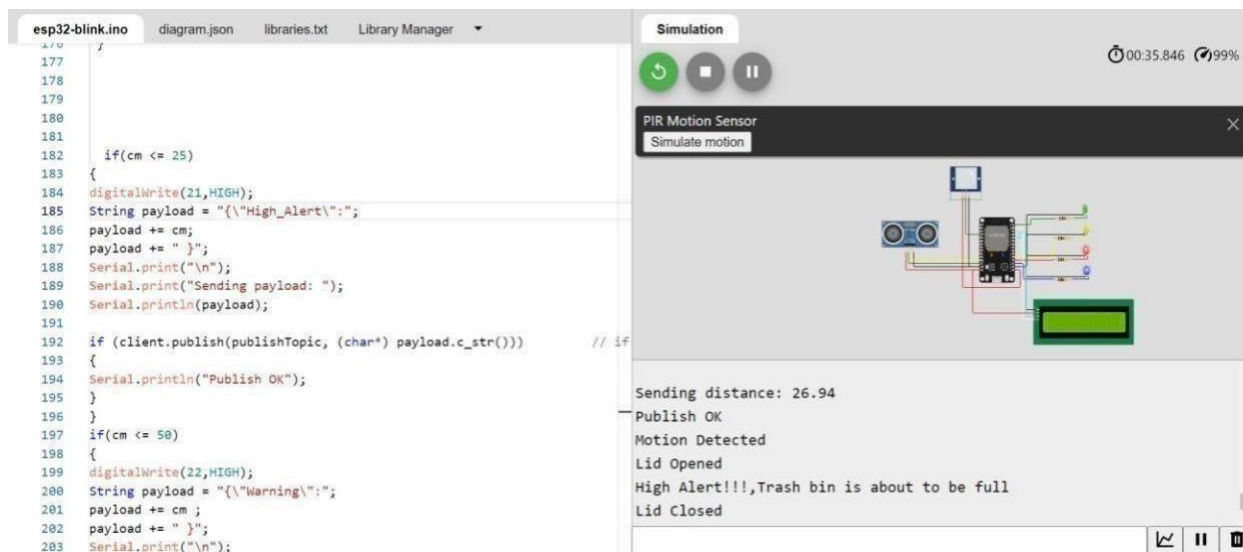 esp32-blink.ino diagram.json libraries.txt Library Manager
176 }
177
178
179
180
181
182 if(cm <= 25)
183 {
184 digitalWrite(21,HIGH);
185 String payload = "{\"High_Alert\":";
186 payload += cm;
187 payload += " }";
188 Serial.print("\n");
189 Serial.print("Sending payload: ");
190 Serial.println(payload);
191
192 if (client.publish(publishTopic, (char*) payload.c_str())) // if
193 {
194 Serial.println("Publish OK");
195 }
196 }
197 if(cm <= 50)
198 {
199 digitalWrite(22,HIGH);
200 String payload = "{\"Warning\":";
201 payload += cm ;
202 payload += " }";
203 Serial.print("\n");
Simulation
00:35.846 99%
PIR Motion Sensor
Simulate motion
Sending distance: 26.94
Publish OK
Motion Detected
Lid Opened
High Alert!!!,Trash bin is about to be full
Lid Closed